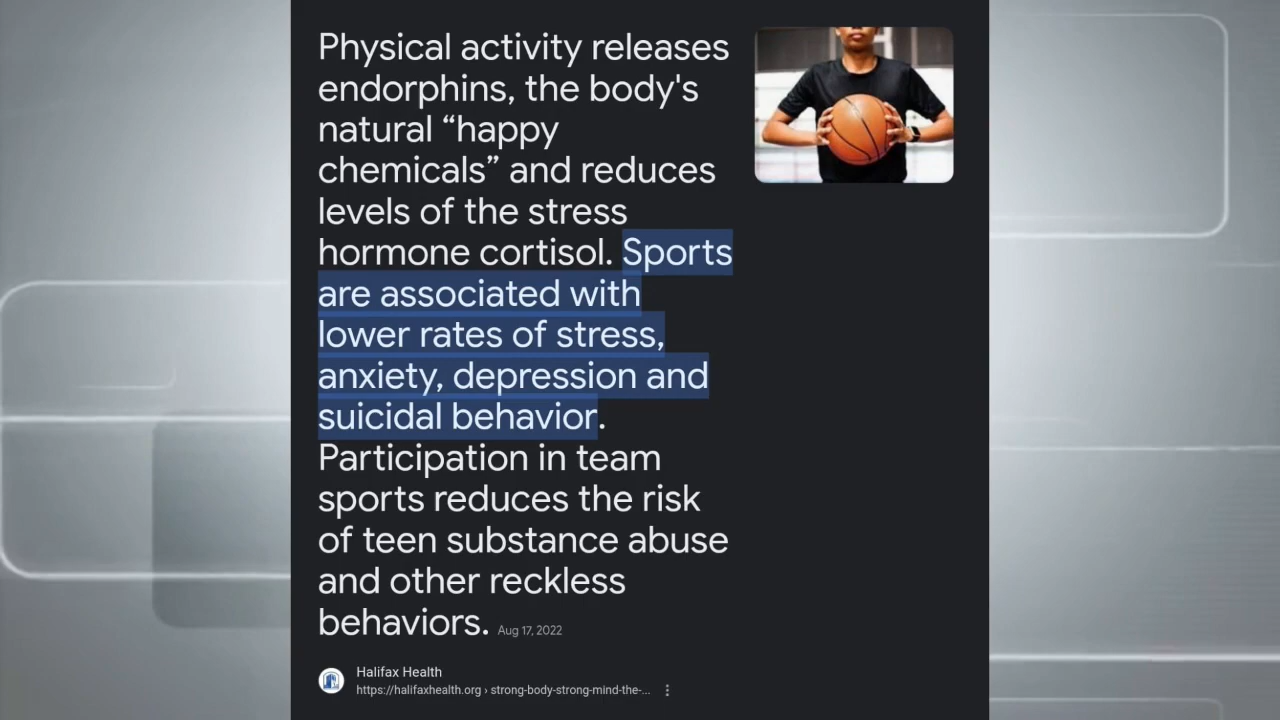 Physical activity releases
endorphins, the body's
natural “happy
chemicals” and reduces
levels of the stress
hormone cortisol. Sports
are associated with
lower rates of stress,
anxiety, depression and
suicidal behavior.
Participation in team
sports reduces the risk
of teen substance abuse
and other reckless
behaviors. Aug 17, 2022
Halifax Health
https://halifaxhealth.org › strong-body-strong-mind-the-...